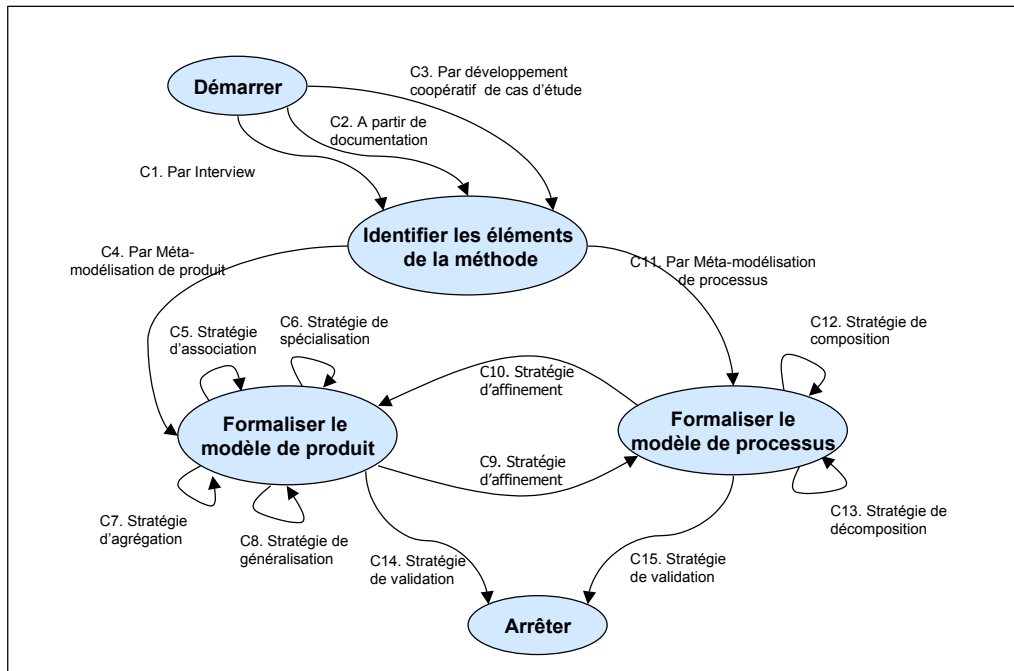 Démarrer
C3. Par développement
coopératif de cas d'étude
C2. A partir de
documentation
C1. Par Interview
Identifier les éléments
de la méthode
C4. Par Méta-
modélisation de produit
C11. Par Méta-modélisation
de processus
C5. Stratégie
d'association
C6. Stratégie de
spécialisation
C12. Stratégie de
composition
C10. Stratégie
d'affinement
Formaliser le
modèle de produit
Formaliser le
modèle de processus
C9. Stratégie
d'affinement
C7. Stratégie
d'agrégation
C8. Stratégie de
généralisation
C13. Stratégie de
décomposition
C14. Stratégie
de validation
C15. Stratégie
de validation
Arrêter